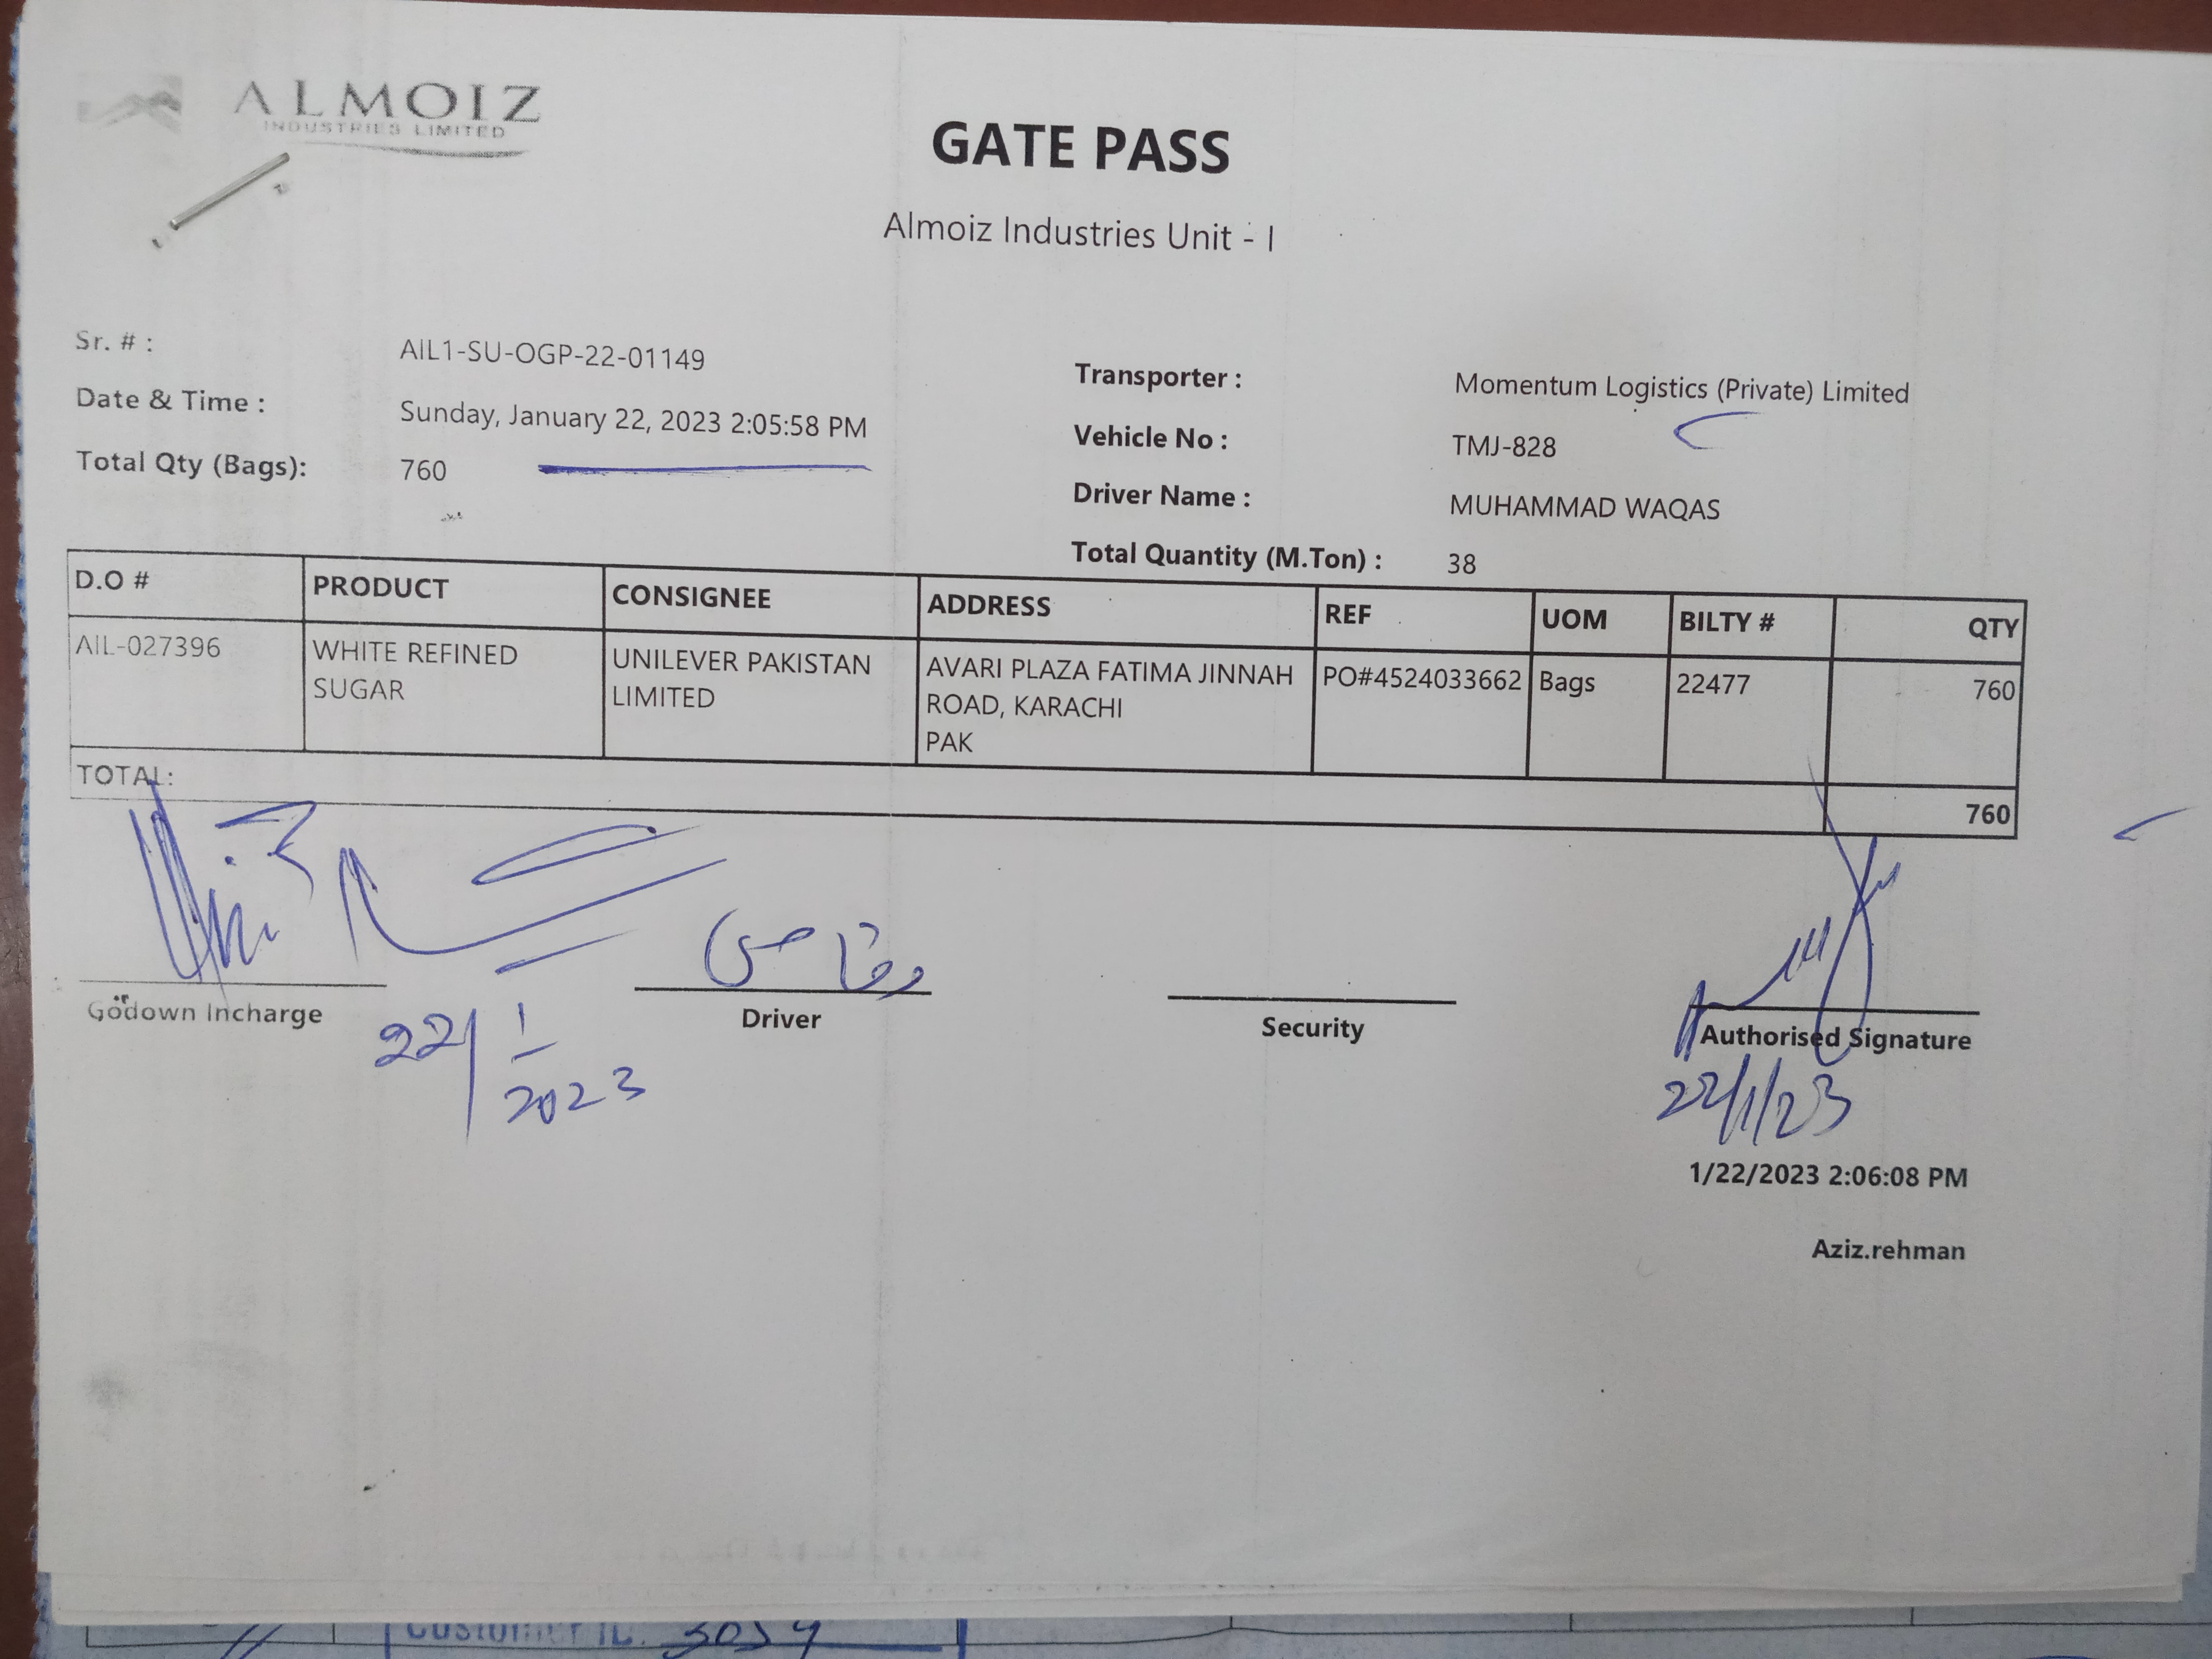 ALMOIZ
INDUSTRIES LIMITED
GATE PASS
Almoiz Industries Unit - I
Sr. # : AIL1-SU-OGP-22-01149
Date & Time : Sunday, January 22, 2023 2:05:58 PM
Total Qty (Bags): 760
Transporter : Momentum Logistics (Private) Limited
Vehicle No : TMJ-828
Driver Name : MUHAMMAD WAQAS
Total Quantity (M.Ton) : 38
D.O # PRODUCT CONSIGNEE ADDRESS REF UOM BILTY # QTY
AIL-027396 WHITE REFINED UNILEVER PAKISTAN AVARI PLAZA FATIMA JINNAH PO#4524033662 Bags 22477 760
SUGAR LIMITED ROAD, KARACHI
PAK
TOTAL: 760
وقاص
Godown Incharge Driver Security Authorised Signature
22/1/2023
22/1/23
1/22/2023 2:06:08 PM
Aziz.rehman
Customer ID.